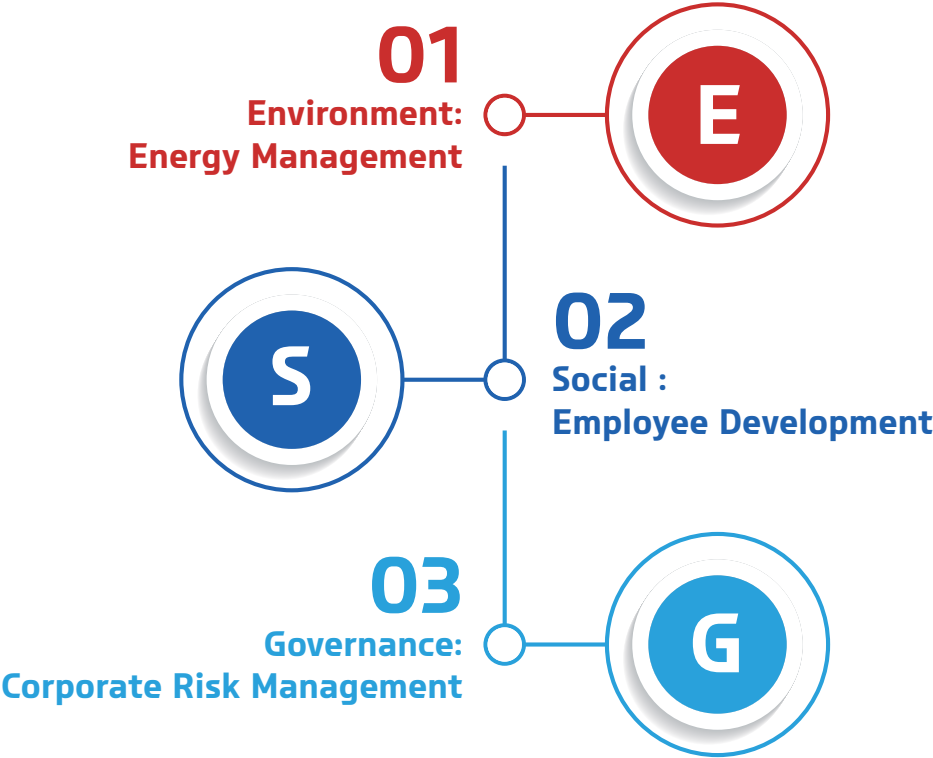 01
Environment:
Energy Management
E
S
02
Social :
Employee Development
03
Governance:
Corporate Risk Management
G